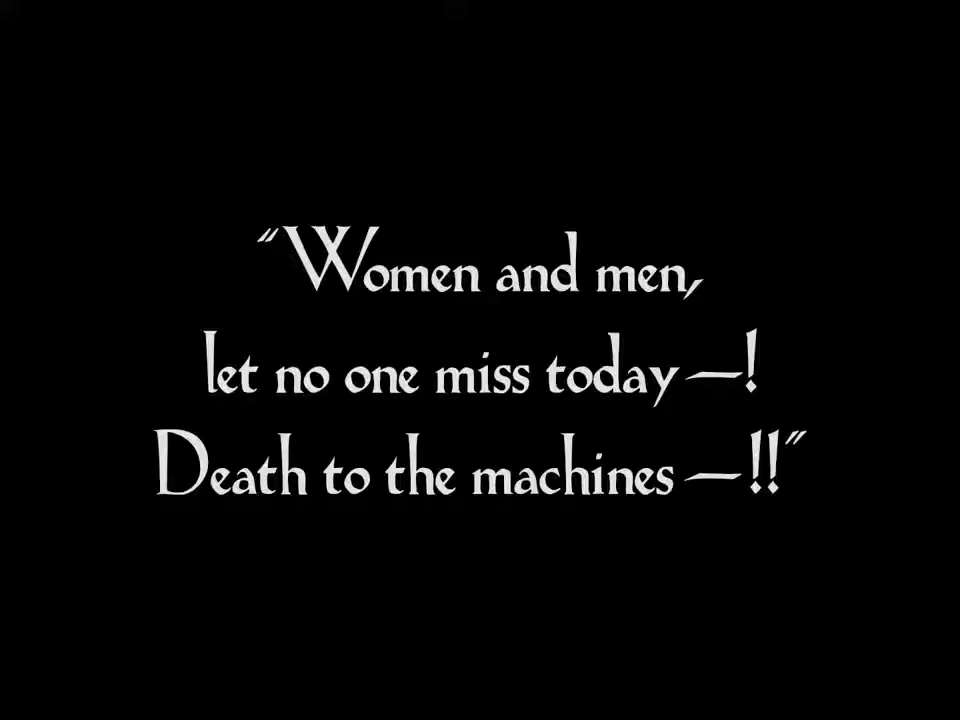 “Women and men,
let no one miss today—!
Death to the machines—!!”